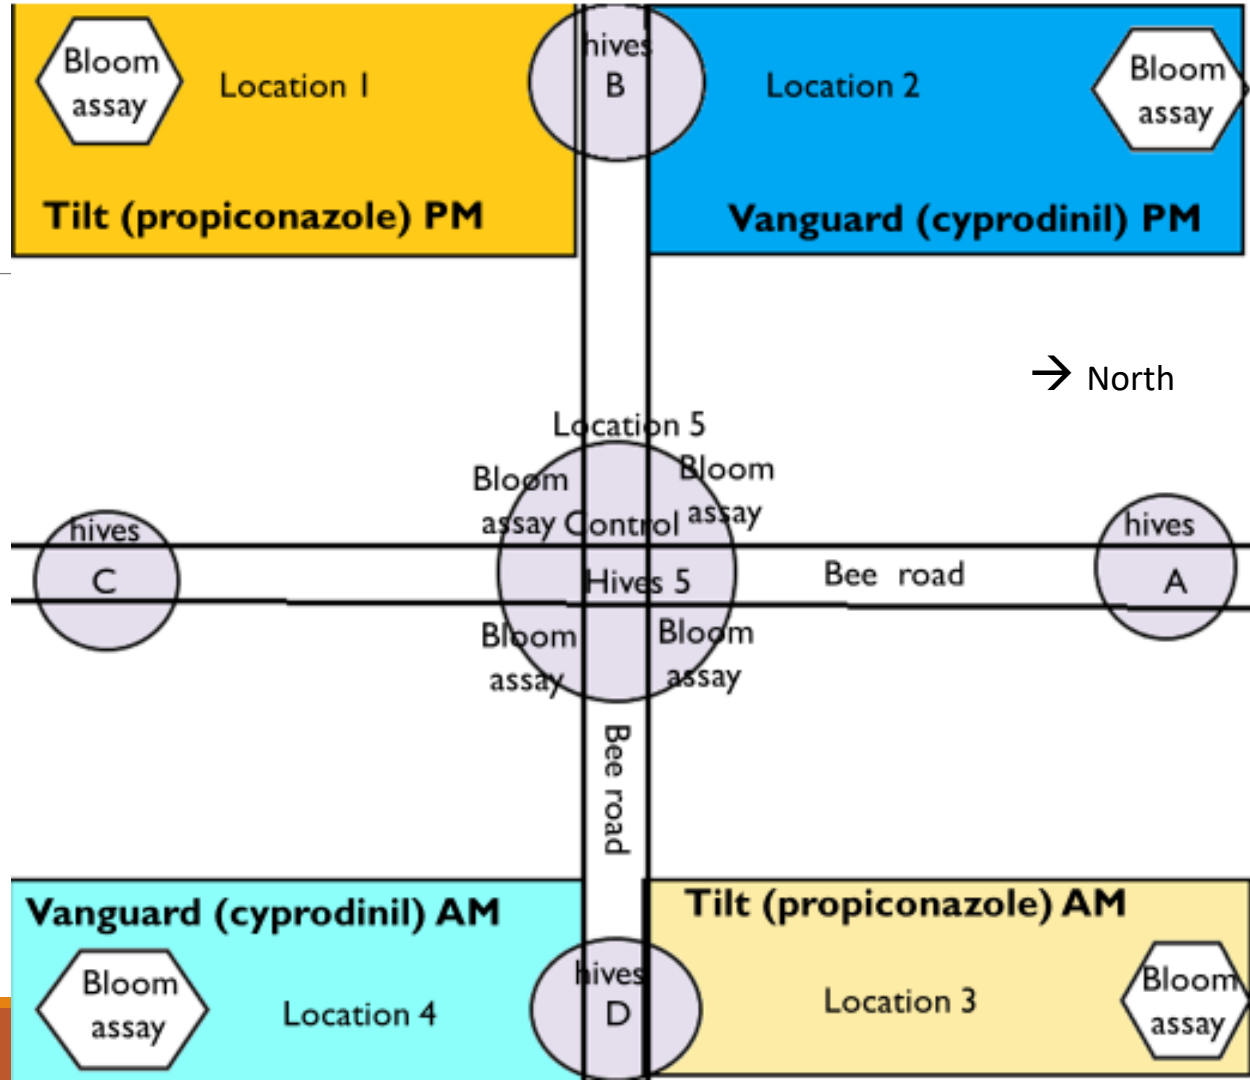 Bloom
assay
Location 1
hives
B
Location 2
Bloom
assay
Tilt (propiconazole) PM
Vanguard (cyprodinil) PM
→ North
Location 5
Bloom
assay
Bloom
assay
Control
hives
C
Hives 5
Bee road
hives
A
Bloom
assay
Bloom
assay
Bee road
Vanguard (cyprodinil) AM
Tilt (propiconazole) AM
Bloom
assay
Location 4
hives
D
Location 3
Bloom
assay